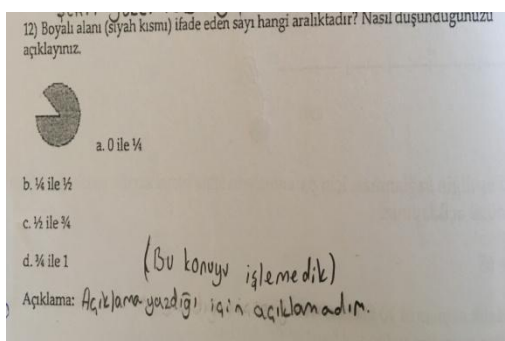 12) Boyalı alanı (siyah kısmı) ifade eden sayı hangi aralıktadır? Nasıl düşündüğünüzü
açıklayınız.
a. 0 ile ¼
b. ¼ ile ½
c. ½ ile ¾
d. ¾ ile 1
(Bu konuyu işlemedik)
Açıklama: Açıklama yazdığı için açıklamadım.